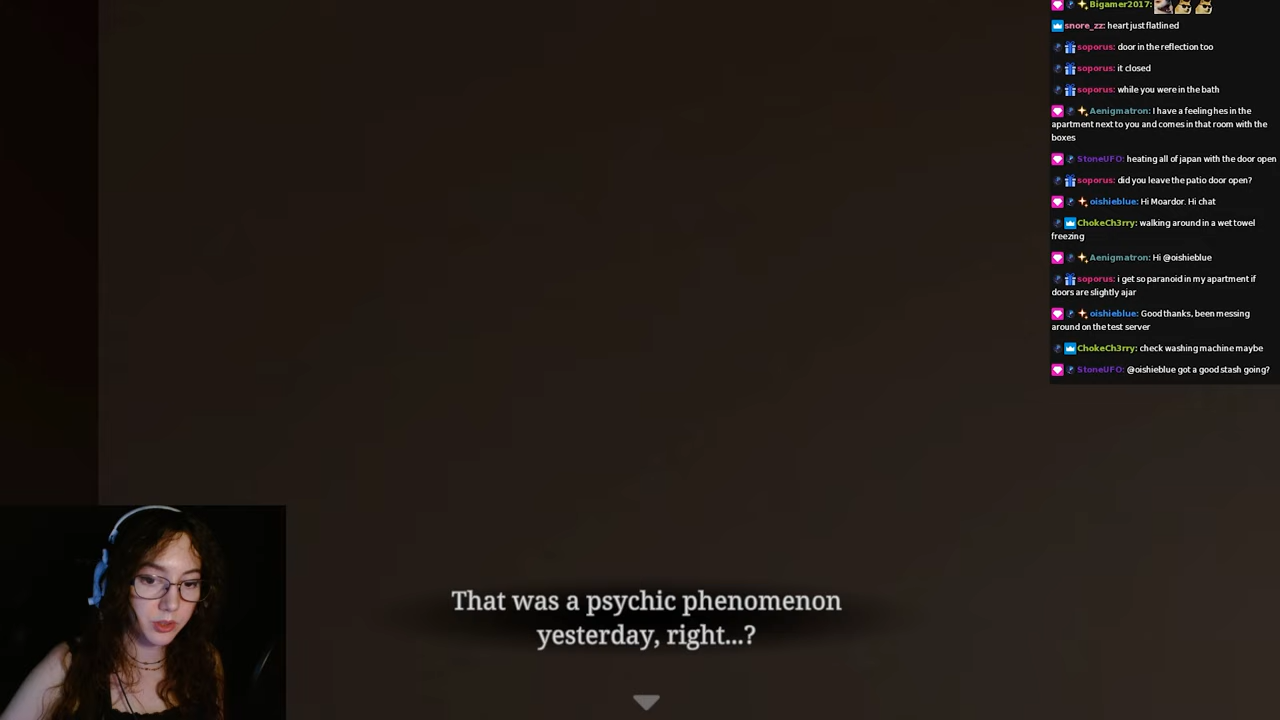 Bigamer2017:
snore_zz: heart just flatlined
soporus: door in the reflection too
soporus: it closed
soporus: while you were in the bath
Aenigmatron: I have a feeling hes in the
apartment next to you and comes in that room with the
boxes
StoneUFO: heating all of japan with the door open
soporus: did you leave the patio door open?
oishieblue: Hi Moardor. Hi chat
ChokeCh3rry: walking around in a wet towel
freezing
Aenigmatron: Hi @oishieblue
soporus: i get so paranoid in my apartment if
doors are slightly ajar
oishieblue: Good thanks, been messing
around on the test server
ChokeCh3rry: check washing machine maybe
StoneUFO: @oishieblue got a good stash going?
That was a psychic phenomenon
yesterday, right...?